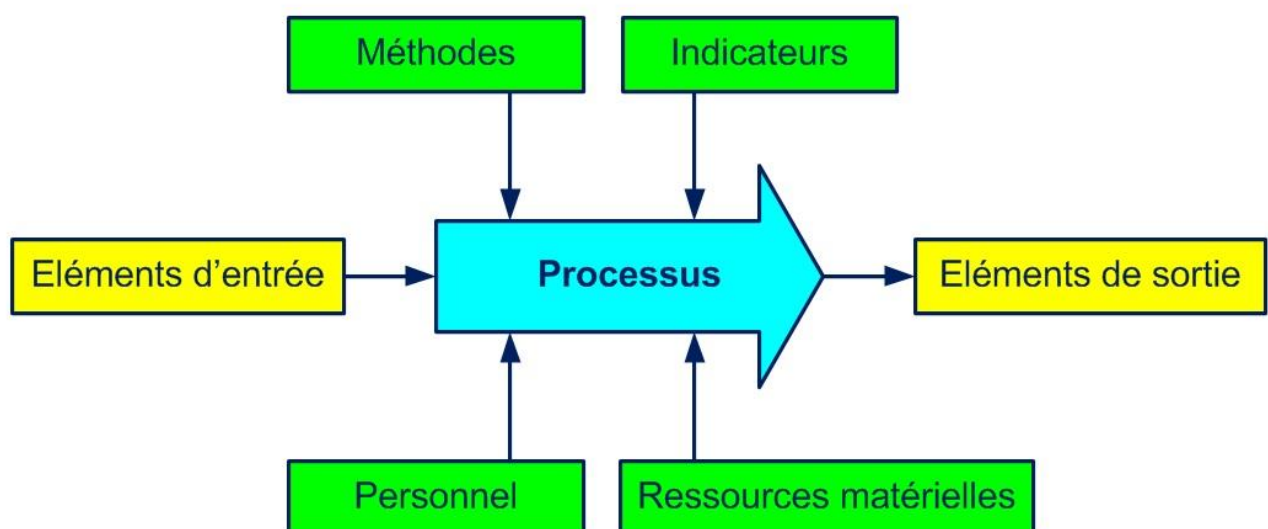 Méthodes
Indicateurs
Eléments d’entrée
Processus
Eléments de sortie
Personnel
Ressources matérielles